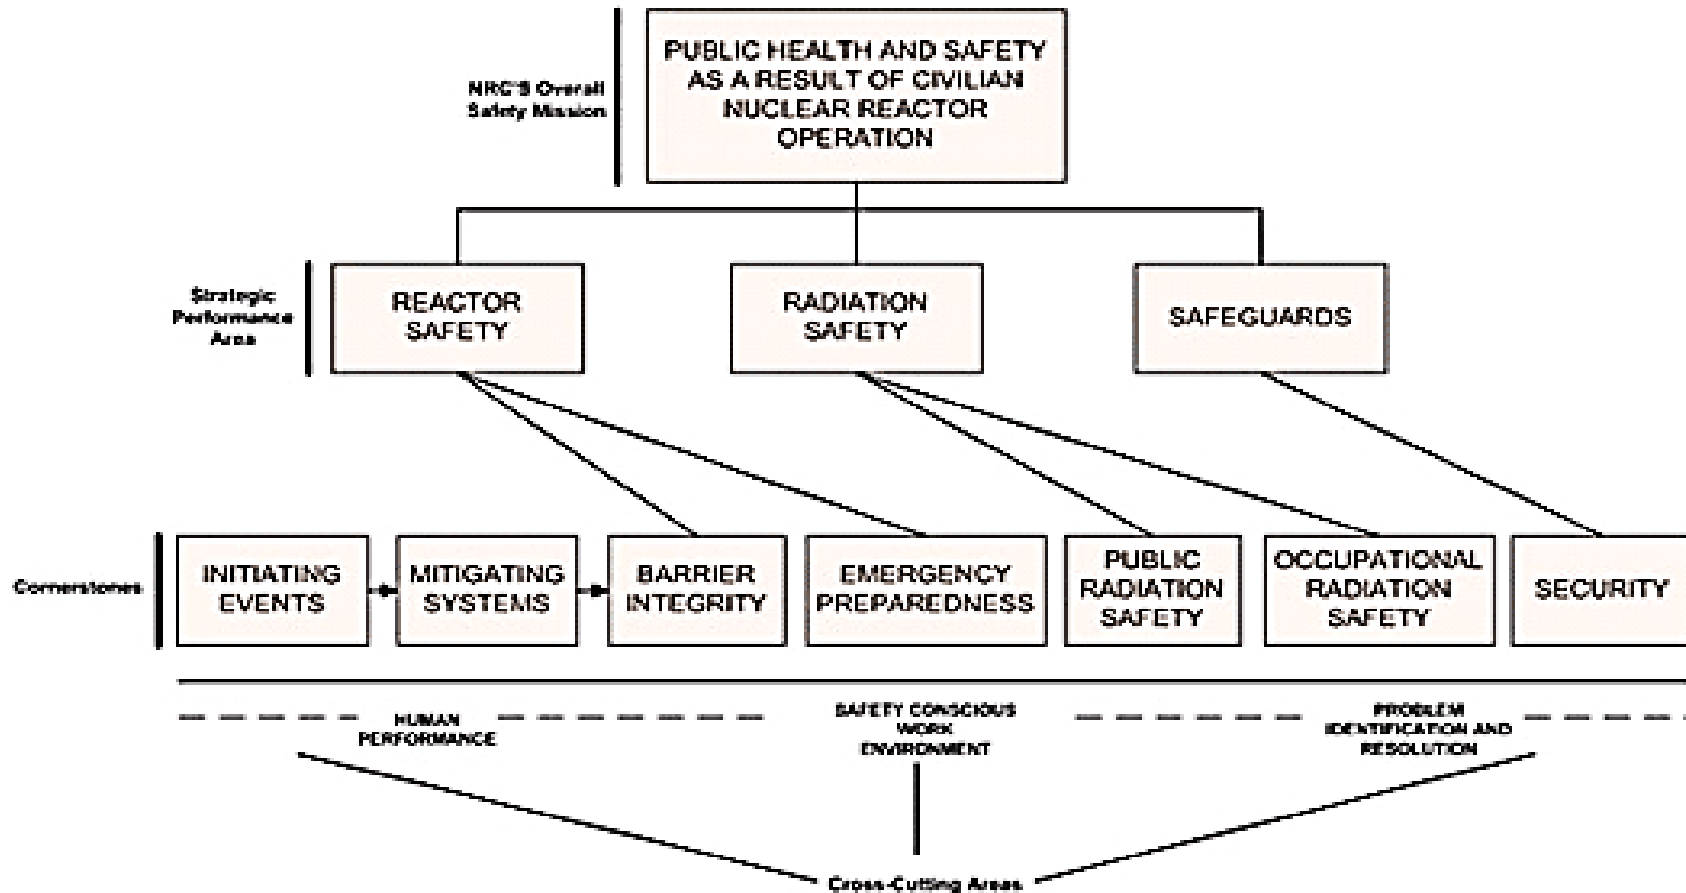 NRC'S Overall
Safety Mission
PUBLIC HEALTH AND SAFETY
AS A RESULT OF CIVILIAN
NUCLEAR REACTOR
OPERATION
Strategic
Performance
Area
REACTOR
SAFETY
RADIATION
SAFETY
SAFEGUARDS
Cornerstones
INITIATING
EVENTS
MITIGATING
SYSTEMS
BARRIER
INTEGRITY
EMERGENCY
PREPAREDNESS
PUBLIC
RADIATION
SAFETY
OCCUPATIONAL
RADIATION
SAFETY
SECURITY
HUMAN
PERFORMANCE
SAFETY CONSCIOUS
WORK
ENVIRONMENT
PROBLEM
IDENTIFICATION AND
RESOLUTION
Cross-Cutting Areas